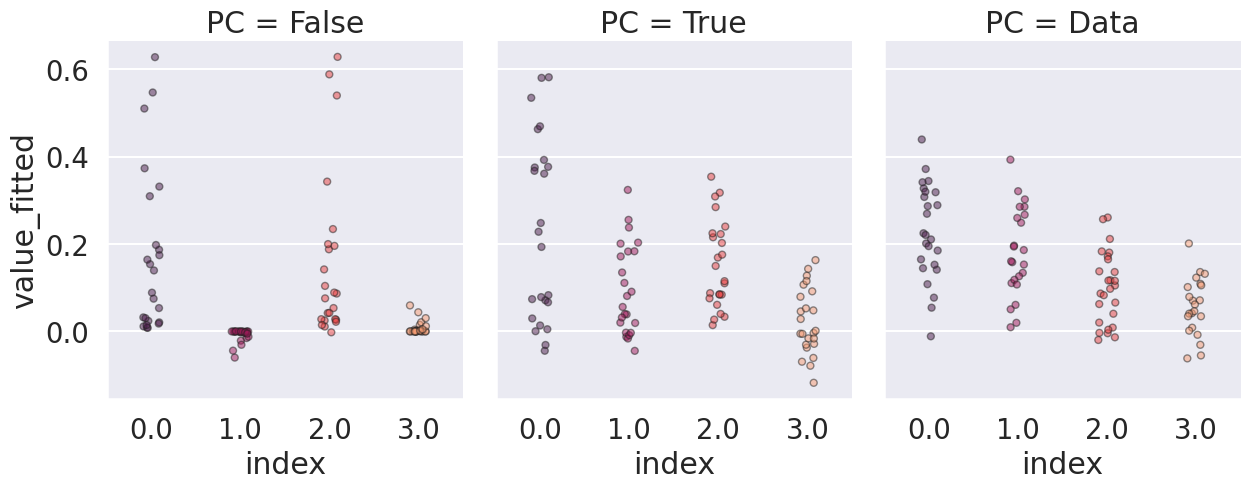 PC = False
PC = True
PC = Data
value_fitted
0.6
0.4
0.2
0.0
0.0 1.0 2.0 3.0
0.0 1.0 2.0 3.0
0.0 1.0 2.0 3.0
index
index
index